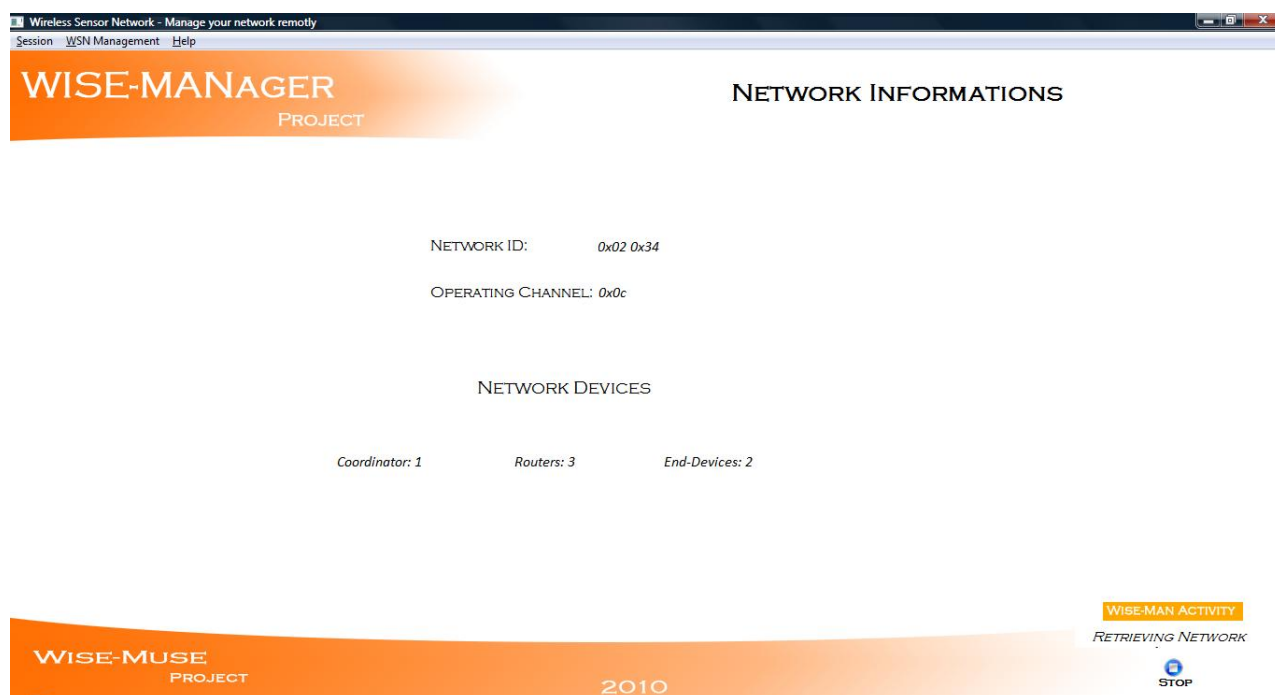 Wireless Sensor Network - Manage your network remotly
Session WSN Management Help
WISE-MANAGER
PROJECT
NETWORK INFORMATIONS
NETWORK ID: 0x02 0x34
OPERATING CHANNEL: 0x0c
NETWORK DEVICES
Coordinator: 1 Routers: 3 End-Devices: 2
WISE-MAN ACTIVITY
RETRIEVING NETWORK
WISE-MUSE
PROJECT
2010
STOP